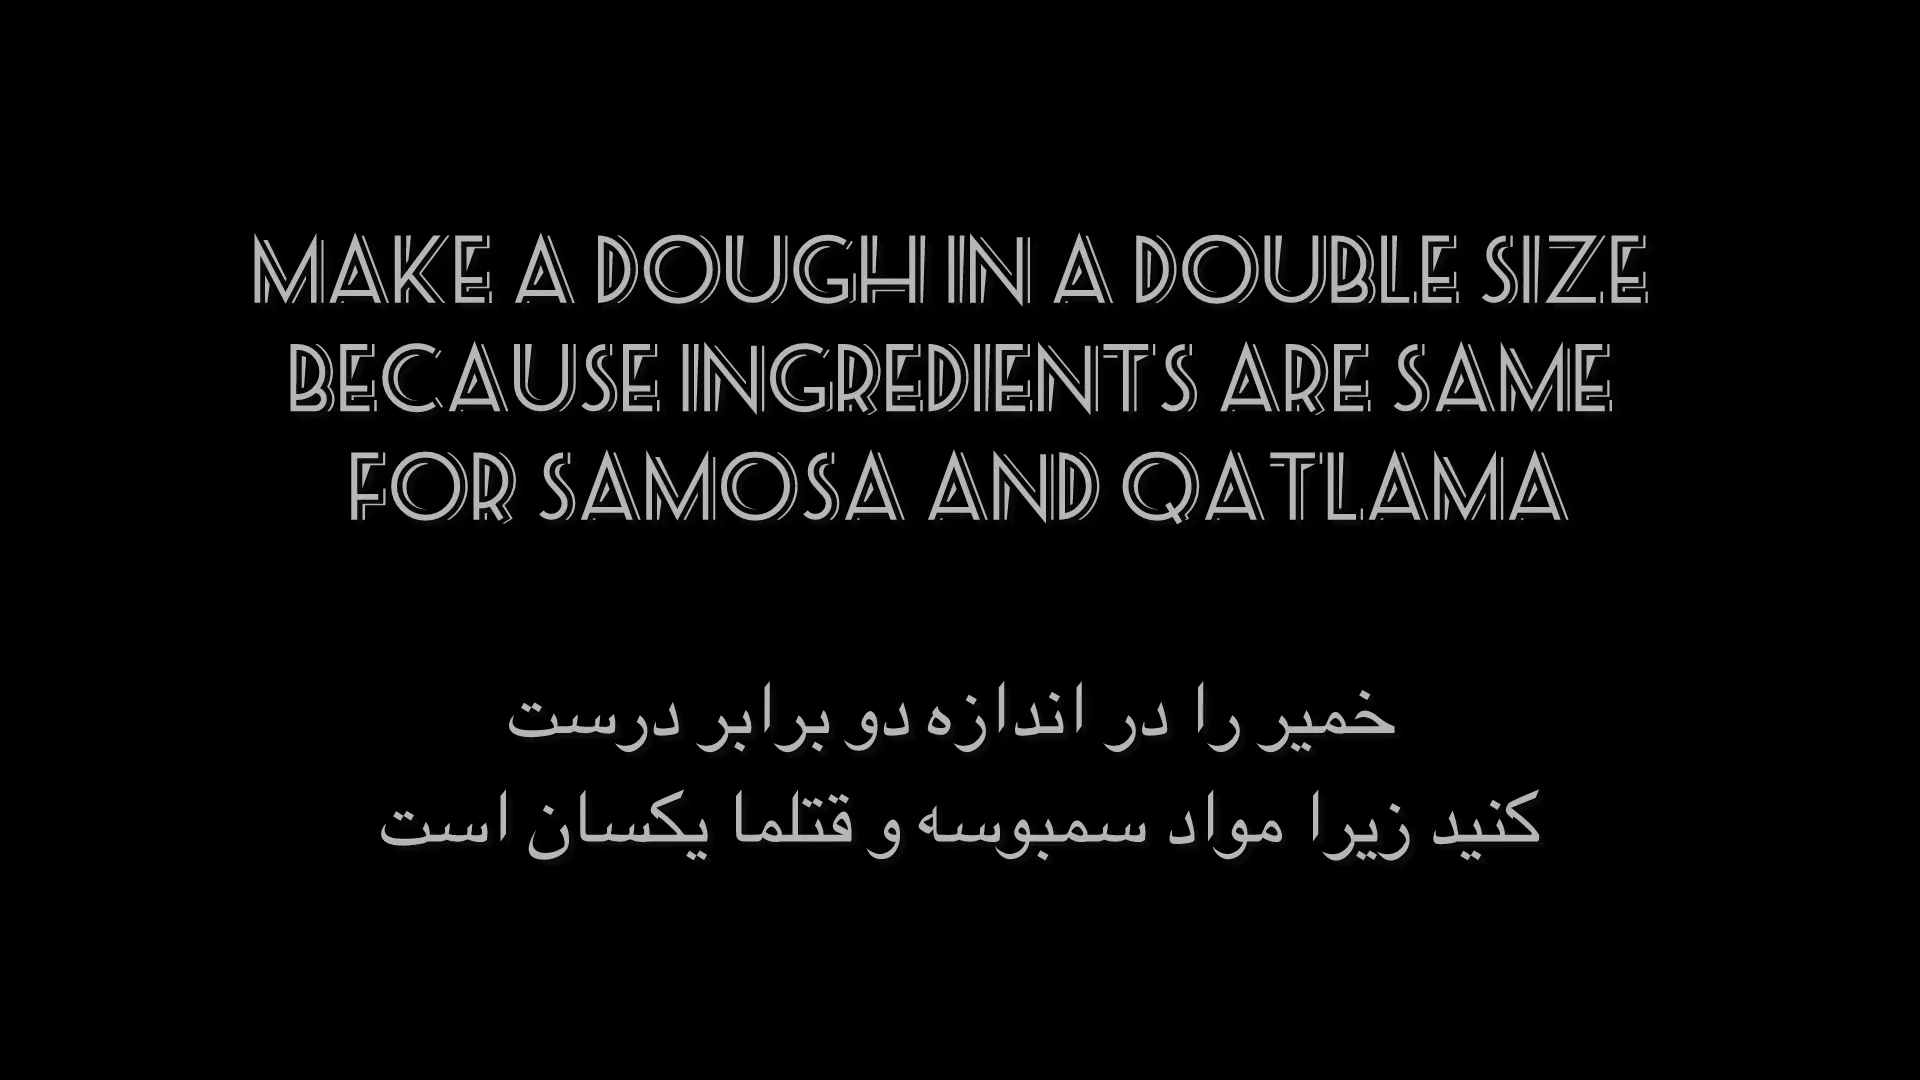 MAKE A DOUGH IN A DOUBLE SIZE
BECAUSE INGREDIENTS ARE SAME
FOR SAMOSA AND QATLAMA
خمیر را در اندازه دو برابر درست
کنید زیرا مواد سمبوسه و قتلما یکسان است